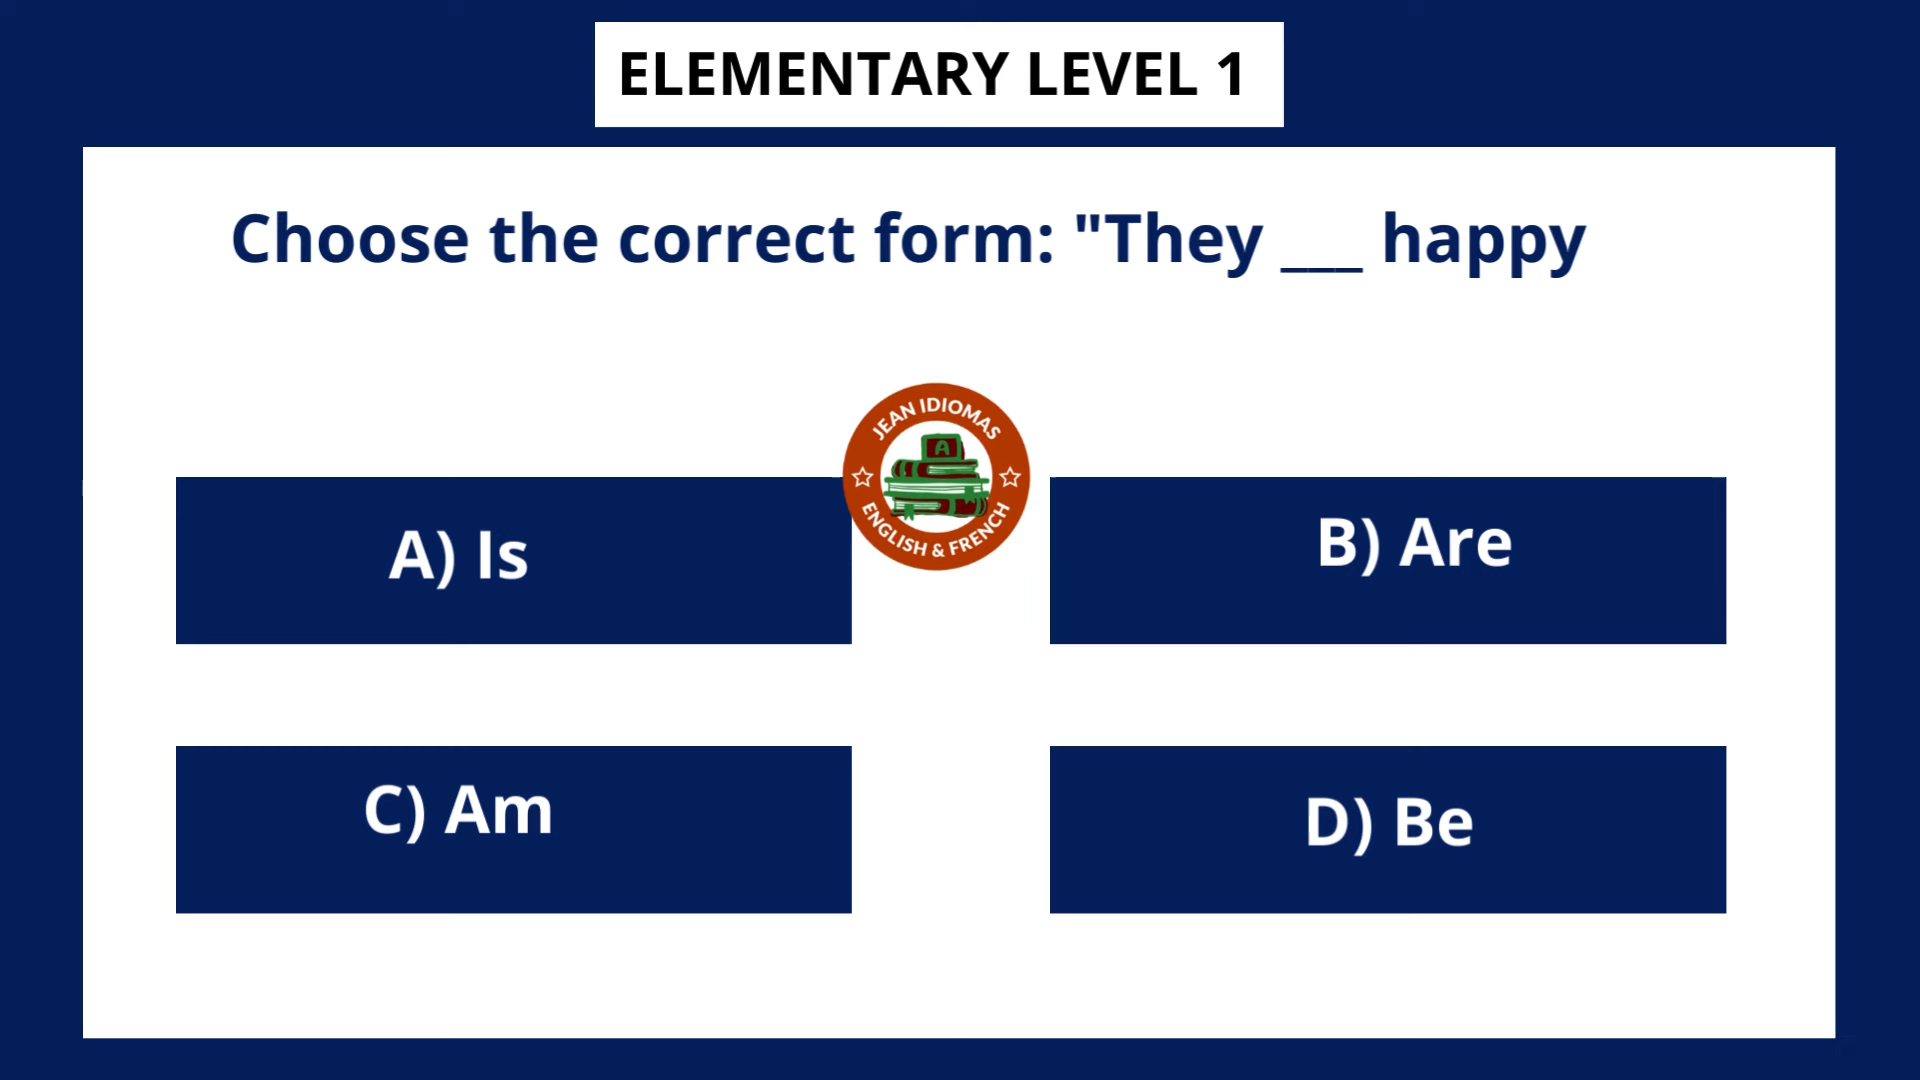 ELEMENTARY LEVEL 1
Choose the correct form: "They ___ happy
JEAN IDIOMAS
A
ENGLISH & FRENCH
A) Is
B) Are
C) Am
D) Be